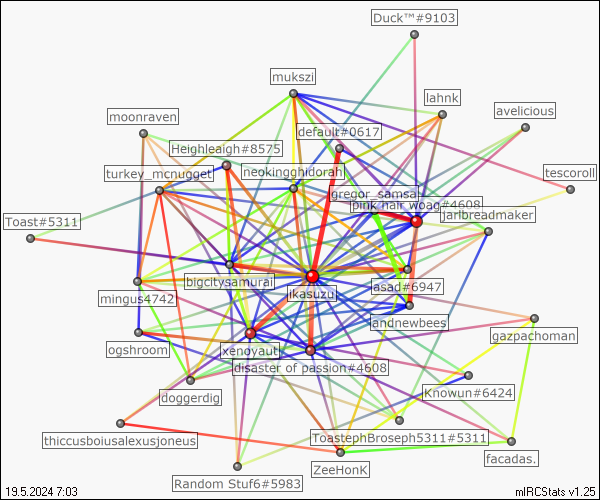 Duck™#9103
mukszi
lahnk
avelicious
moonraven
default#0617
Heighleaigh#8575
neokingghidorah
tescoroll
turkey_mcnugget
gregor_samsa
pink hair woag#4608
jarlbreadmaker
Toast#5311
bigcitysamurai
asad#6947
ikasuzu
mingus4742
andnewbees
gazpachoman
ogshroom
xenoyaut
disaster of passion#4608
Knowun#6424
doggerdig
ToastephBroseph5311#5311
thiccusboiusalexusjoneus
facadas.
ZeeHonK
Random Stuf6#5983
19.5.2024 7:03
mIRCStats v1.25